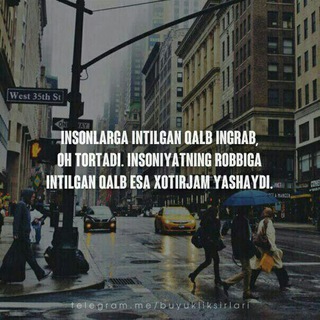 West 35th St
INSONLARGA INTILGAN QALB INGRAB,
OH TORTADI. INSONIYATNING ROBBIGA
INTILGAN QALB ESA XOTIRJAM YASHAYDI.
telegram.me/buyukliksirlari